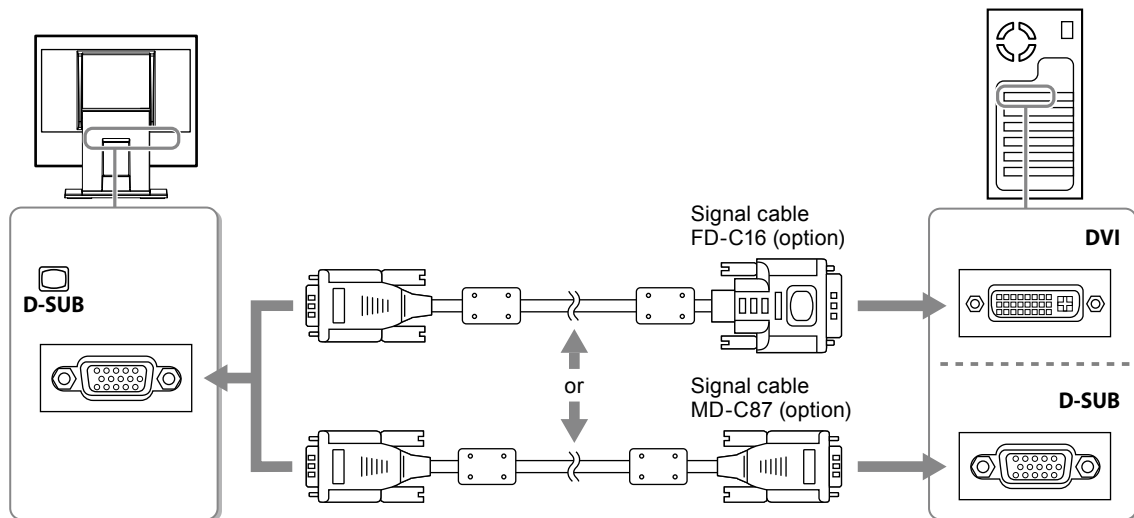 Signal cable
FD-C16 (option)
DVI
D-SUB
or
Signal cable
MD-C87 (option)
D-SUB